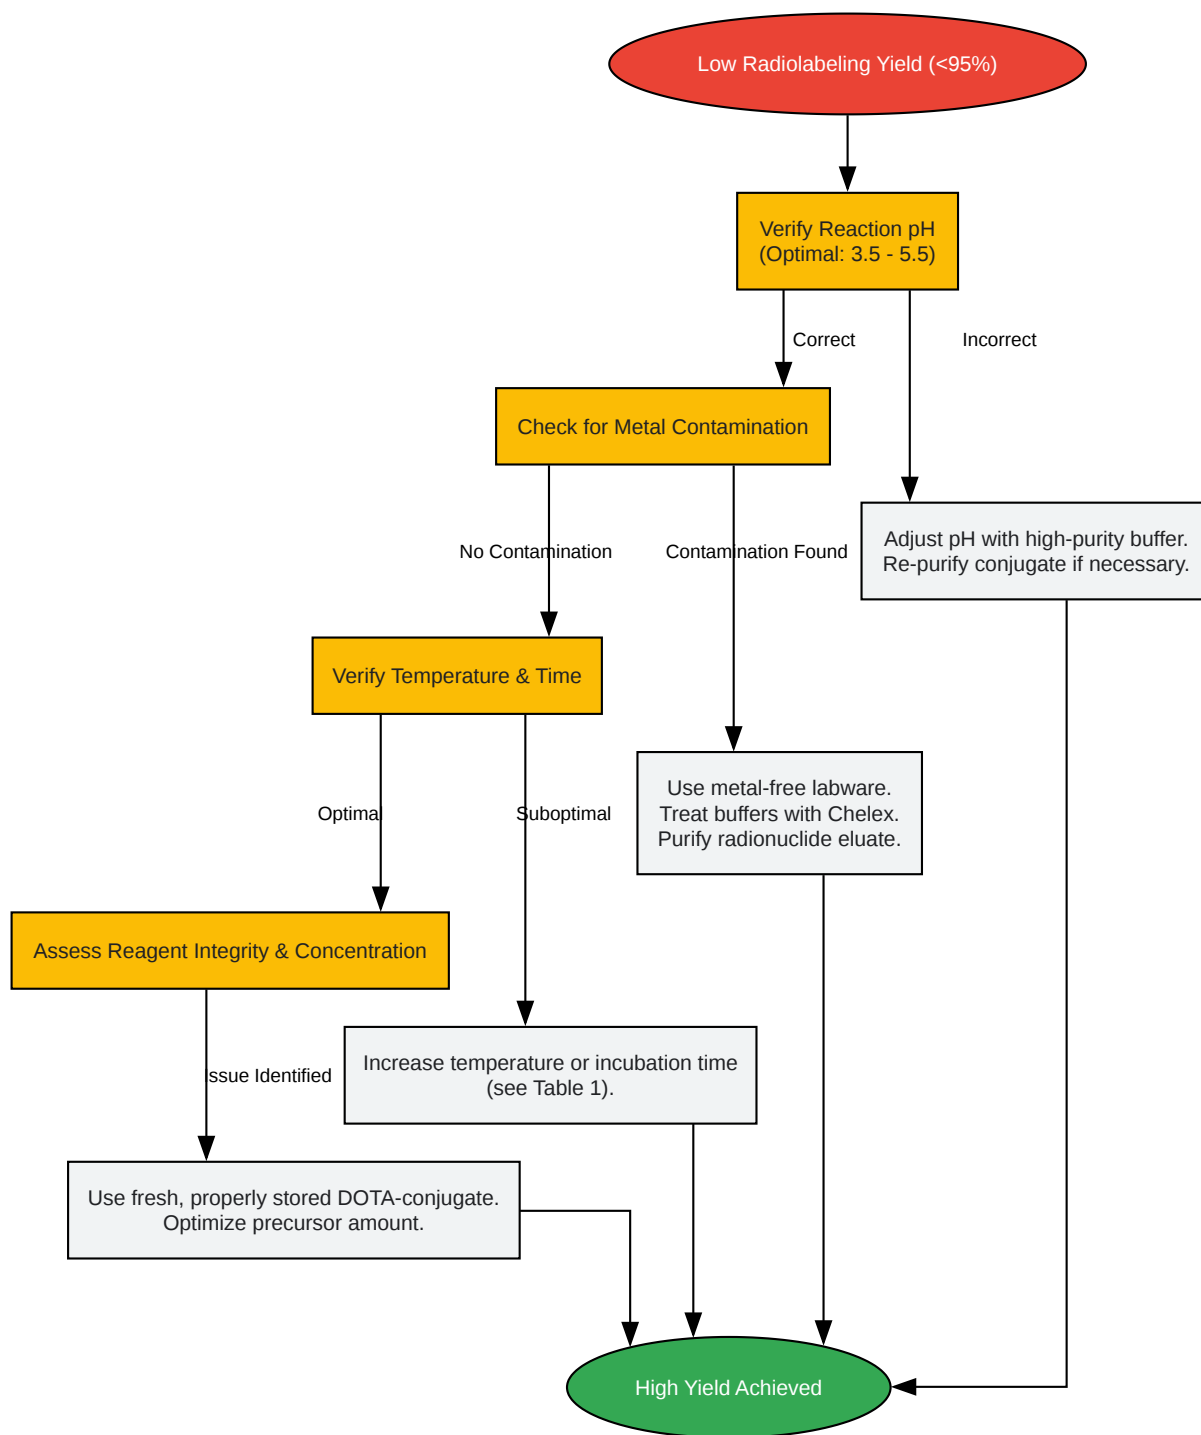 Low Radiolabeling Yield (<95%)
Verify Reaction pH
(Optimal: 3.5 - 5.5)
Correct
Incorrect
Check for Metal Contamination
Adjust pH with high-purity buffer.
Re-purify conjugate if necessary.
No Contamination
Contamination Found
Verify Temperature & Time
Use metal-free labware.
Treat buffers with Chelex.
Purify radionuclide eluate.
Optimal
Suboptimal
Assess Reagent Integrity & Concentration
Increase temperature or incubation time
(see Table 1).
Issue Identified
Use fresh, properly stored DOTA-conjugate.
Optimize precursor amount.
High Yield Achieved